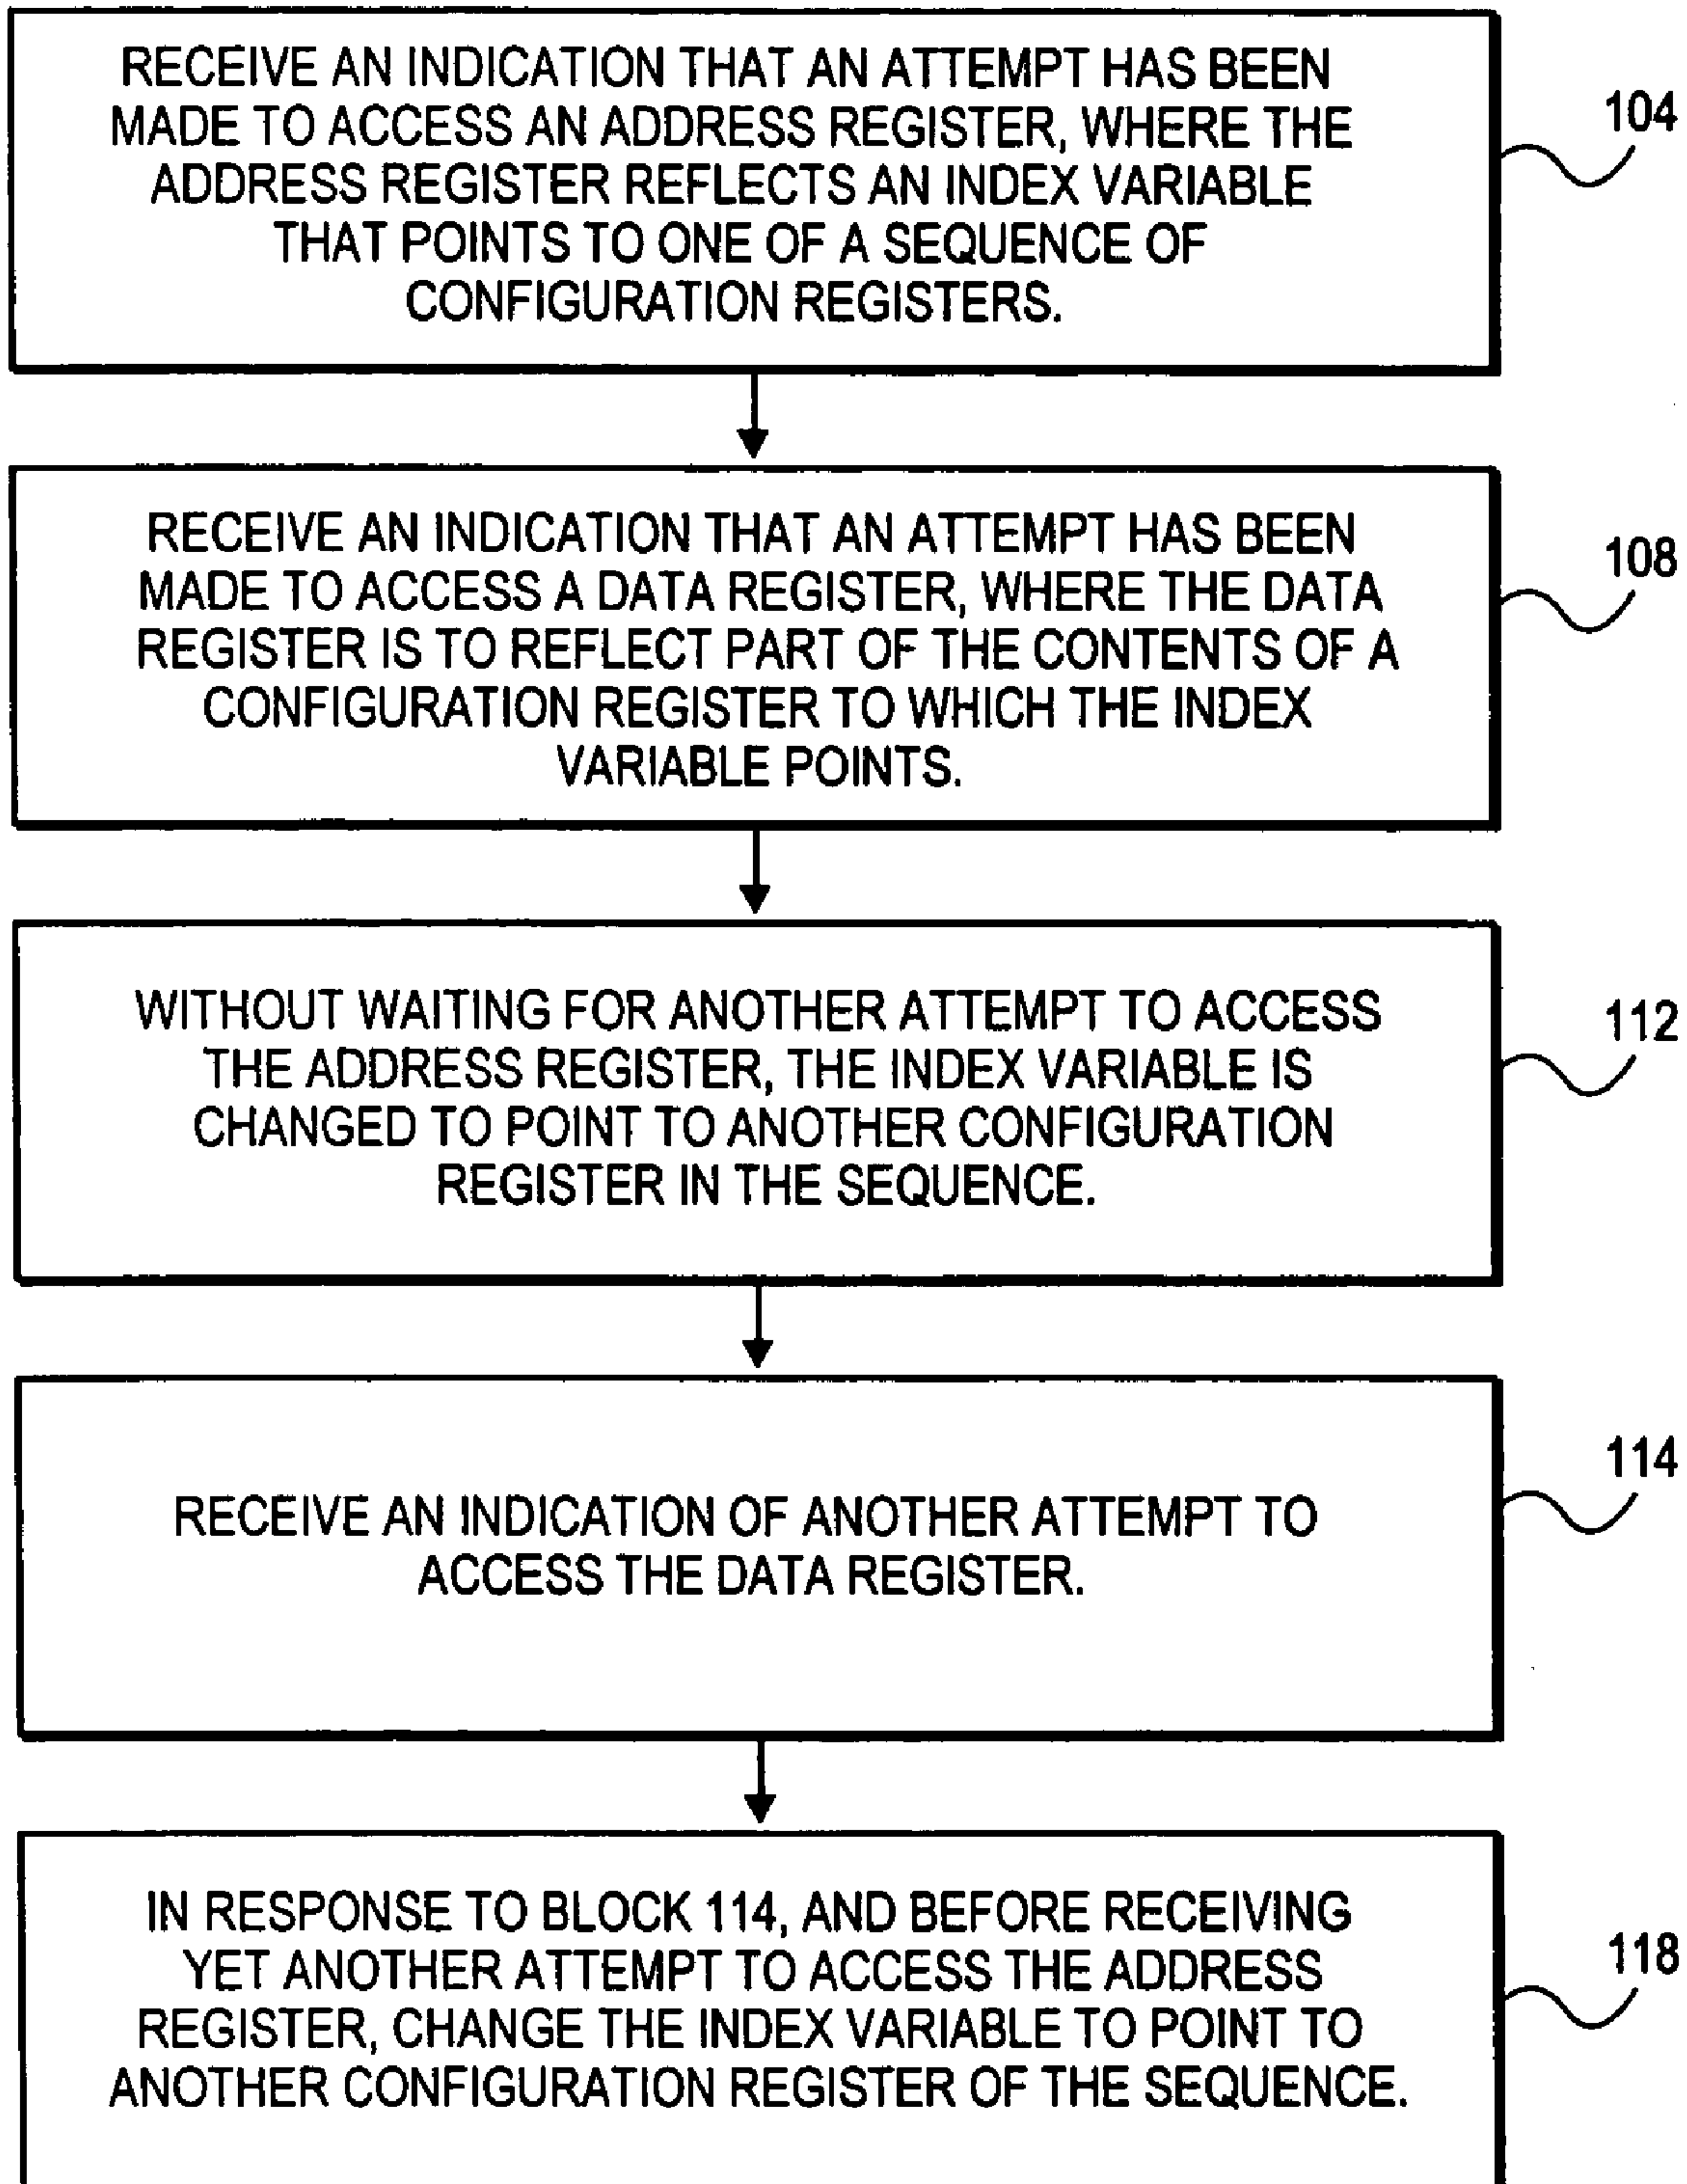 RECEIVE AN INDICATION THAT AN ATTEMPT HAS BEEN
MADE TO ACCESS AN ADDRESS REGISTER, WHERE THE
ADDRESS REGISTER REFLECTS AN INDEX VARIABLE
THAT POINTS TO ONE OF A SEQUENCE OF
CONFIGURATION REGISTERS.
104
RECEIVE AN INDICATION THAT AN ATTEMPT HAS BEEN
MADE TO ACCESS A DATA REGISTER, WHERE THE DATA
REGISTER IS TO REFLECT PART OF THE CONTENTS OF A
CONFIGURATION REGISTER TO WHICH THE INDEX
VARIABLE POINTS.
108
WITHOUT WAITING FOR ANOTHER ATTEMPT TO ACCESS
THE ADDRESS REGISTER, THE INDEX VARIABLE IS
CHANGED TO POINT TO ANOTHER CONFIGURATION
REGISTER IN THE SEQUENCE.
112
RECEIVE AN INDICATION OF ANOTHER ATTEMPT TO
ACCESS THE DATA REGISTER.
114
IN RESPONSE TO BLOCK 114, AND BEFORE RECEIVING
YET ANOTHER ATTEMPT TO ACCESS THE ADDRESS
REGISTER, CHANGE THE INDEX VARIABLE TO POINT TO
ANOTHER CONFIGURATION REGISTER OF THE SEQUENCE.
118